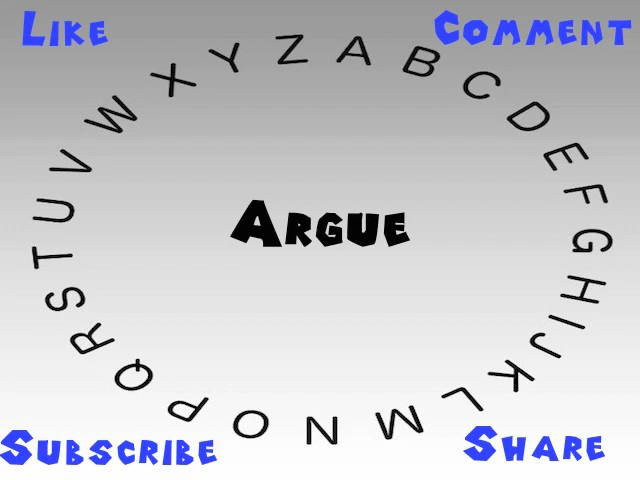 Like
Comment
A B C D E F G H I J K L M N O P Q R S T U V W X Y Z
Argue
Subscribe
Share